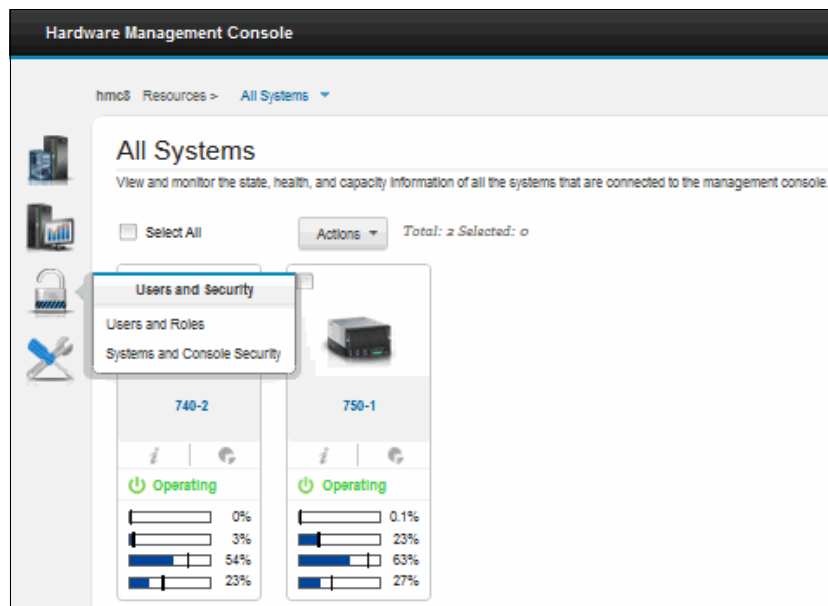 Hardware Management Console
hmc8 Resources > All Systems
All Systems
View and monitor the state, health, and capacity information of all the systems that are connected to the management console.
Select All Actions Total: 2 Selected: 0
Users and Security
Users and Roles
Systems and Console Security
740-2 750-1
Operating Operating
0% 0.1%
3% 23%
54% 63%
23% 27%